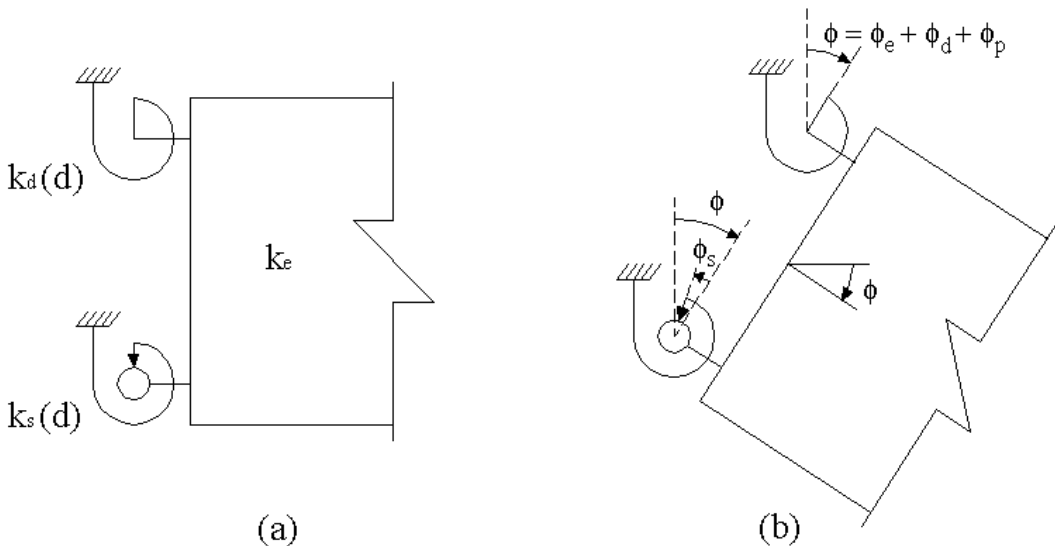 kd(d)
ke
ks(d)
(a)
ϕ = ϕe + ϕd + ϕp
ϕ
ϕs
ϕ
(b)